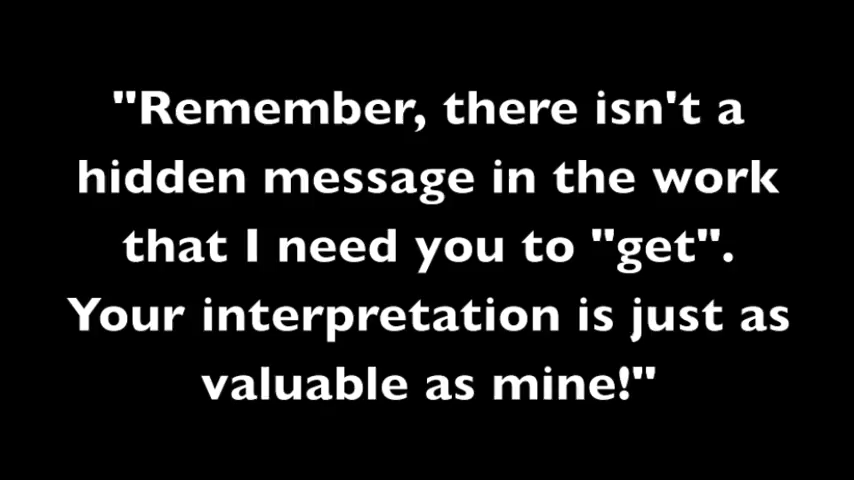 "Remember, there isn't a
hidden message in the work
that I need you to "get".
Your interpretation is just as
valuable as mine!"